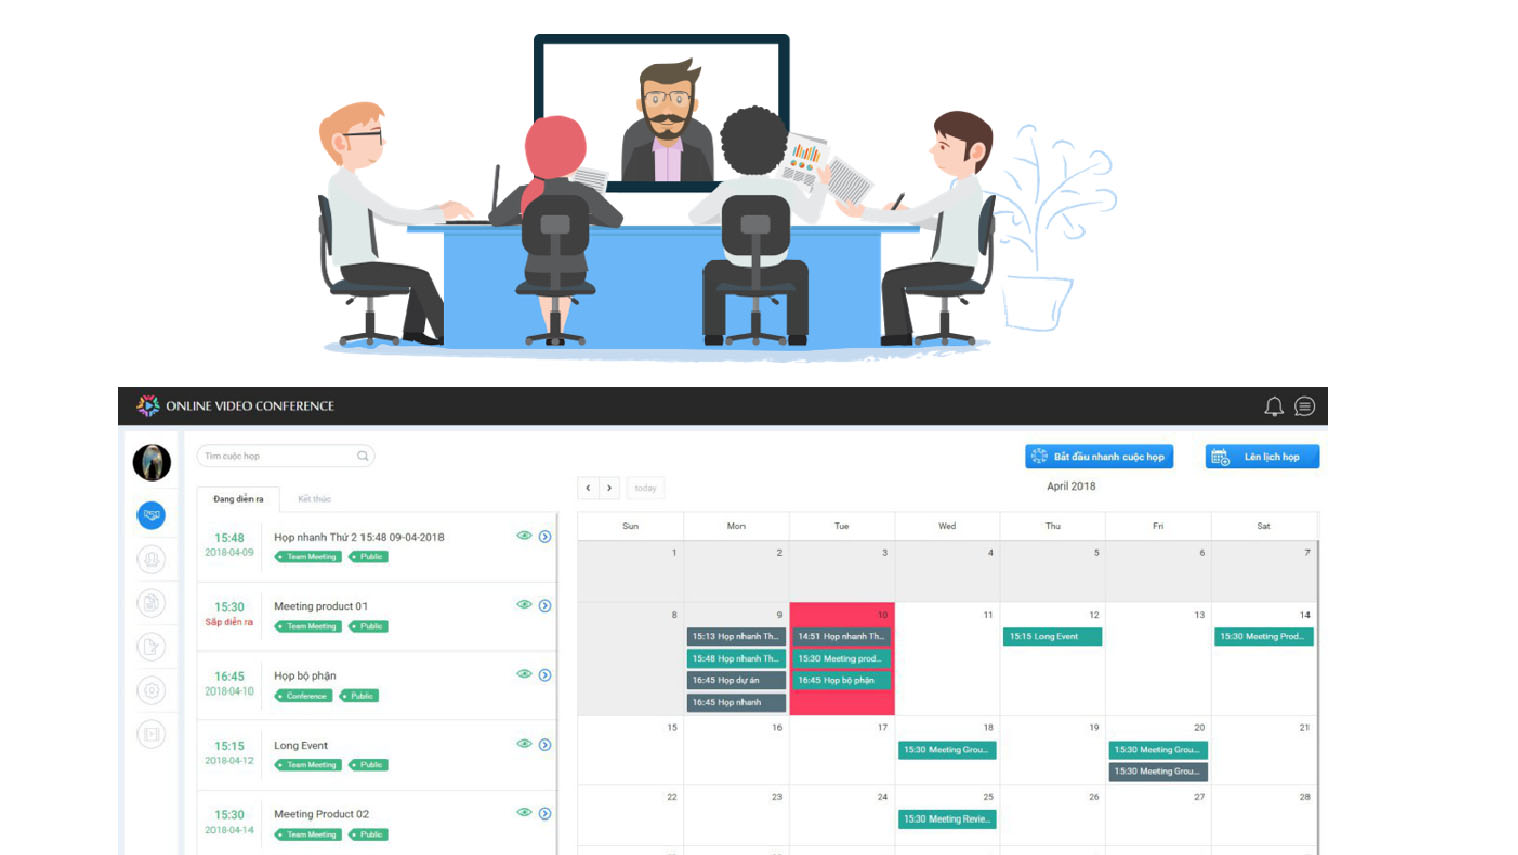 ONLINE VIDEO CONFERENCE
Tìm cuộc họp
Bắt đầu nhanh cuộc họp
Lên lịch họp
Đang diễn ra
Kết thúc
today
April 2018
15:48
2018-04-09
Họp nhanh Thứ 2 15:48 09-04-2018
Team Meeting
Public
15:30
Sắp diễn ra
Meeting product 01
Team Meeting
Public
16:45
2018-04-10
Họp bộ phận
Conference
Public
15:15
2018-04-12
Long Event
Team Meeting
Public
15:30
2018-04-14
Meeting Product 02
Team Meeting
Public
Sun Mon Tue Wed Thu Fri Sat
1 2 3 4 5 6 7
8 9 10 11 12 13 14
15:13 Họp nhanh Th...
15:48 Họp nhanh Th...
16:45 Họp dự án
16:45 Họp nhanh
14:51 Họp nhanh Th...
15:30 Meeting prod...
16:45 Họp bộ phận
15:15 Long Event
15:30 Meeting Prod...
15 16 17 18 19 20 21
15:30 Meeting Grou...
15:30 Meeting Grou...
15:30 Meeting Grou...
22 23 24 25 26 27 28
15:30 Meeting Revie...